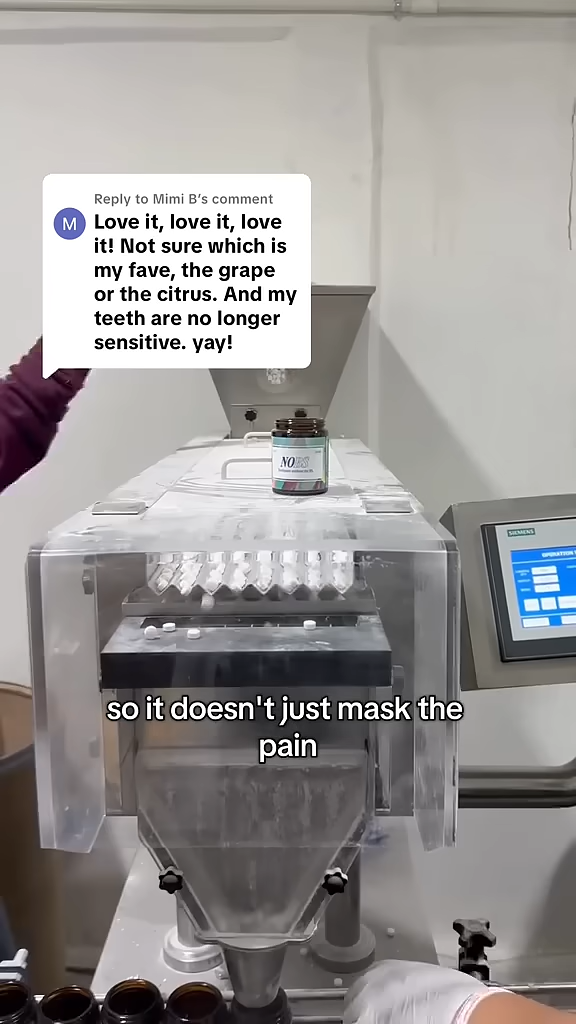 Reply to Mimi B's comment
M
Love it, love it, love
it! Not sure which is
my fave, the grape
or the citrus. And my
teeth are no longer
sensitive. yay!
NOBS
SIEMENS
so it doesn't just mask the
pain